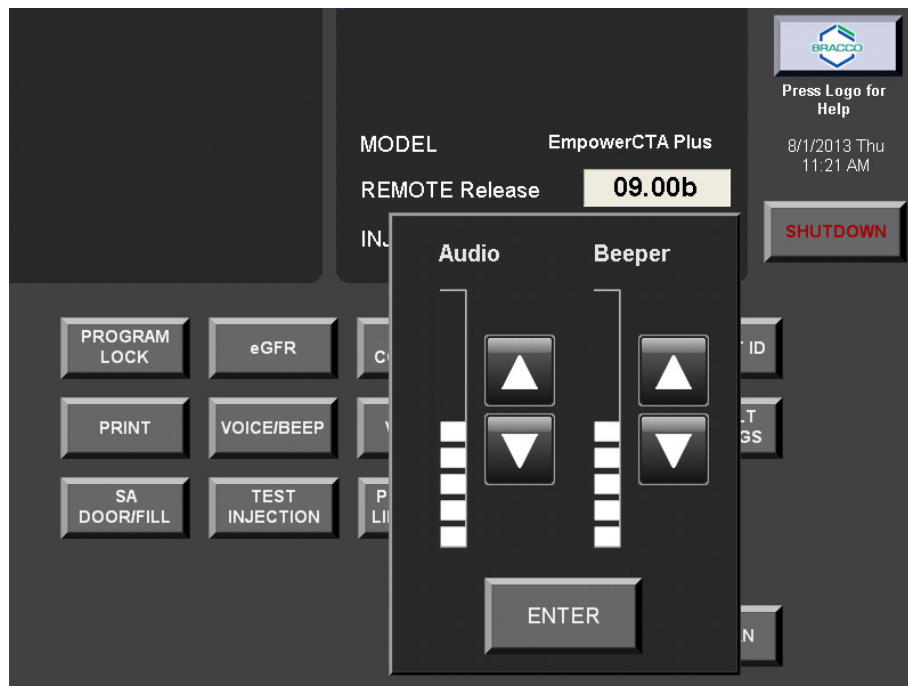 BRACCO
Press Logo for
Help
MODEL EmpowerCTA Plus
8/1/2013 Thu
11:21 AM
REMOTE Release 09.00b
SHUTDOWN
Audio Beeper
PROGRAM
LOCK
eGFR
ID
PRINT
VOICE/BEEP
SA
DOOR/FILL
TEST
INJECTION
ENTER